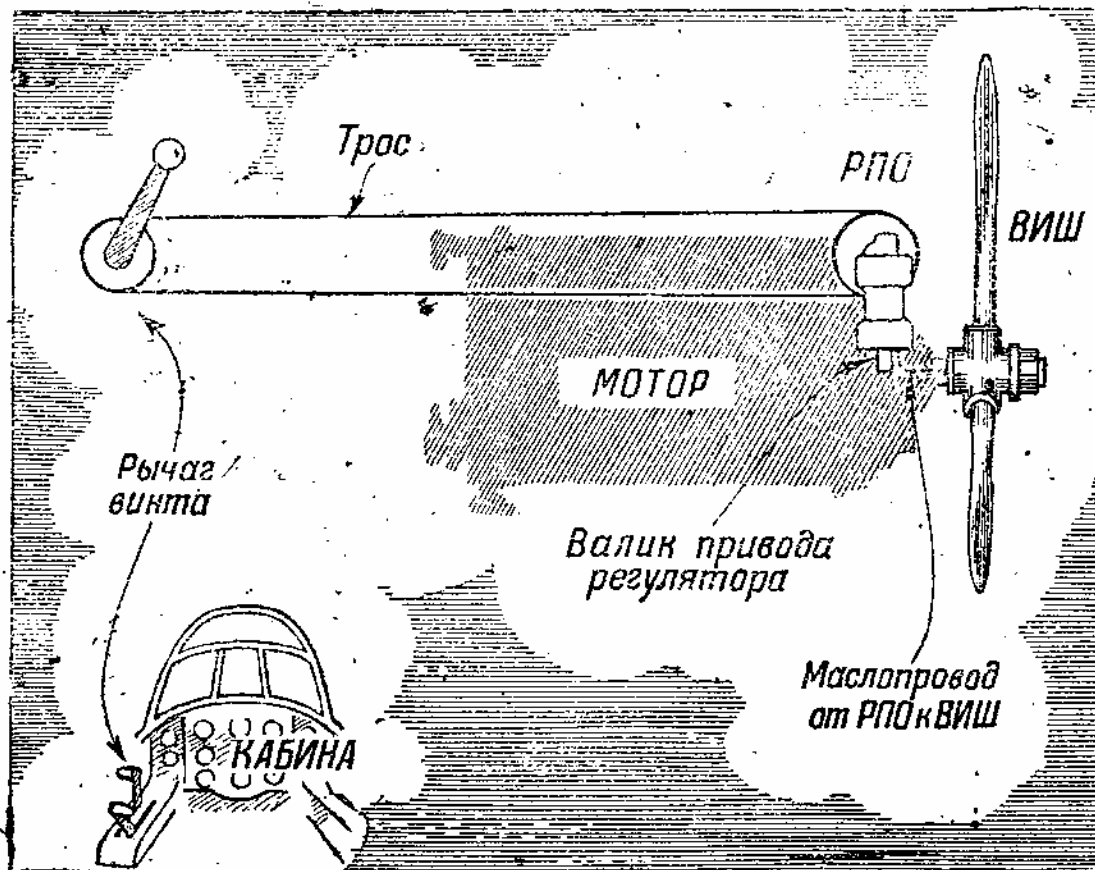 Трос
РПО
ВИШ
МОТОР
Рычаг
винта
Валик привода
регулятора
Маслопровод
от РПО к ВИШ
КАБИНА